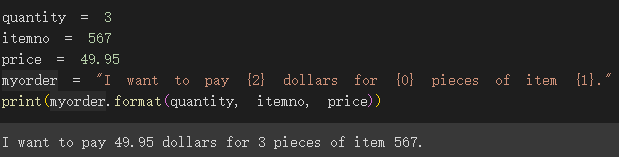 quantity = 3
itemno = 567
price = 49.95
myorder = "I want to pay {2} dollars for {0} pieces of item {1}."
print(myorder.format(quantity, itemno, price))
I want to pay 49.95 dollars for 3 pieces of item 567.